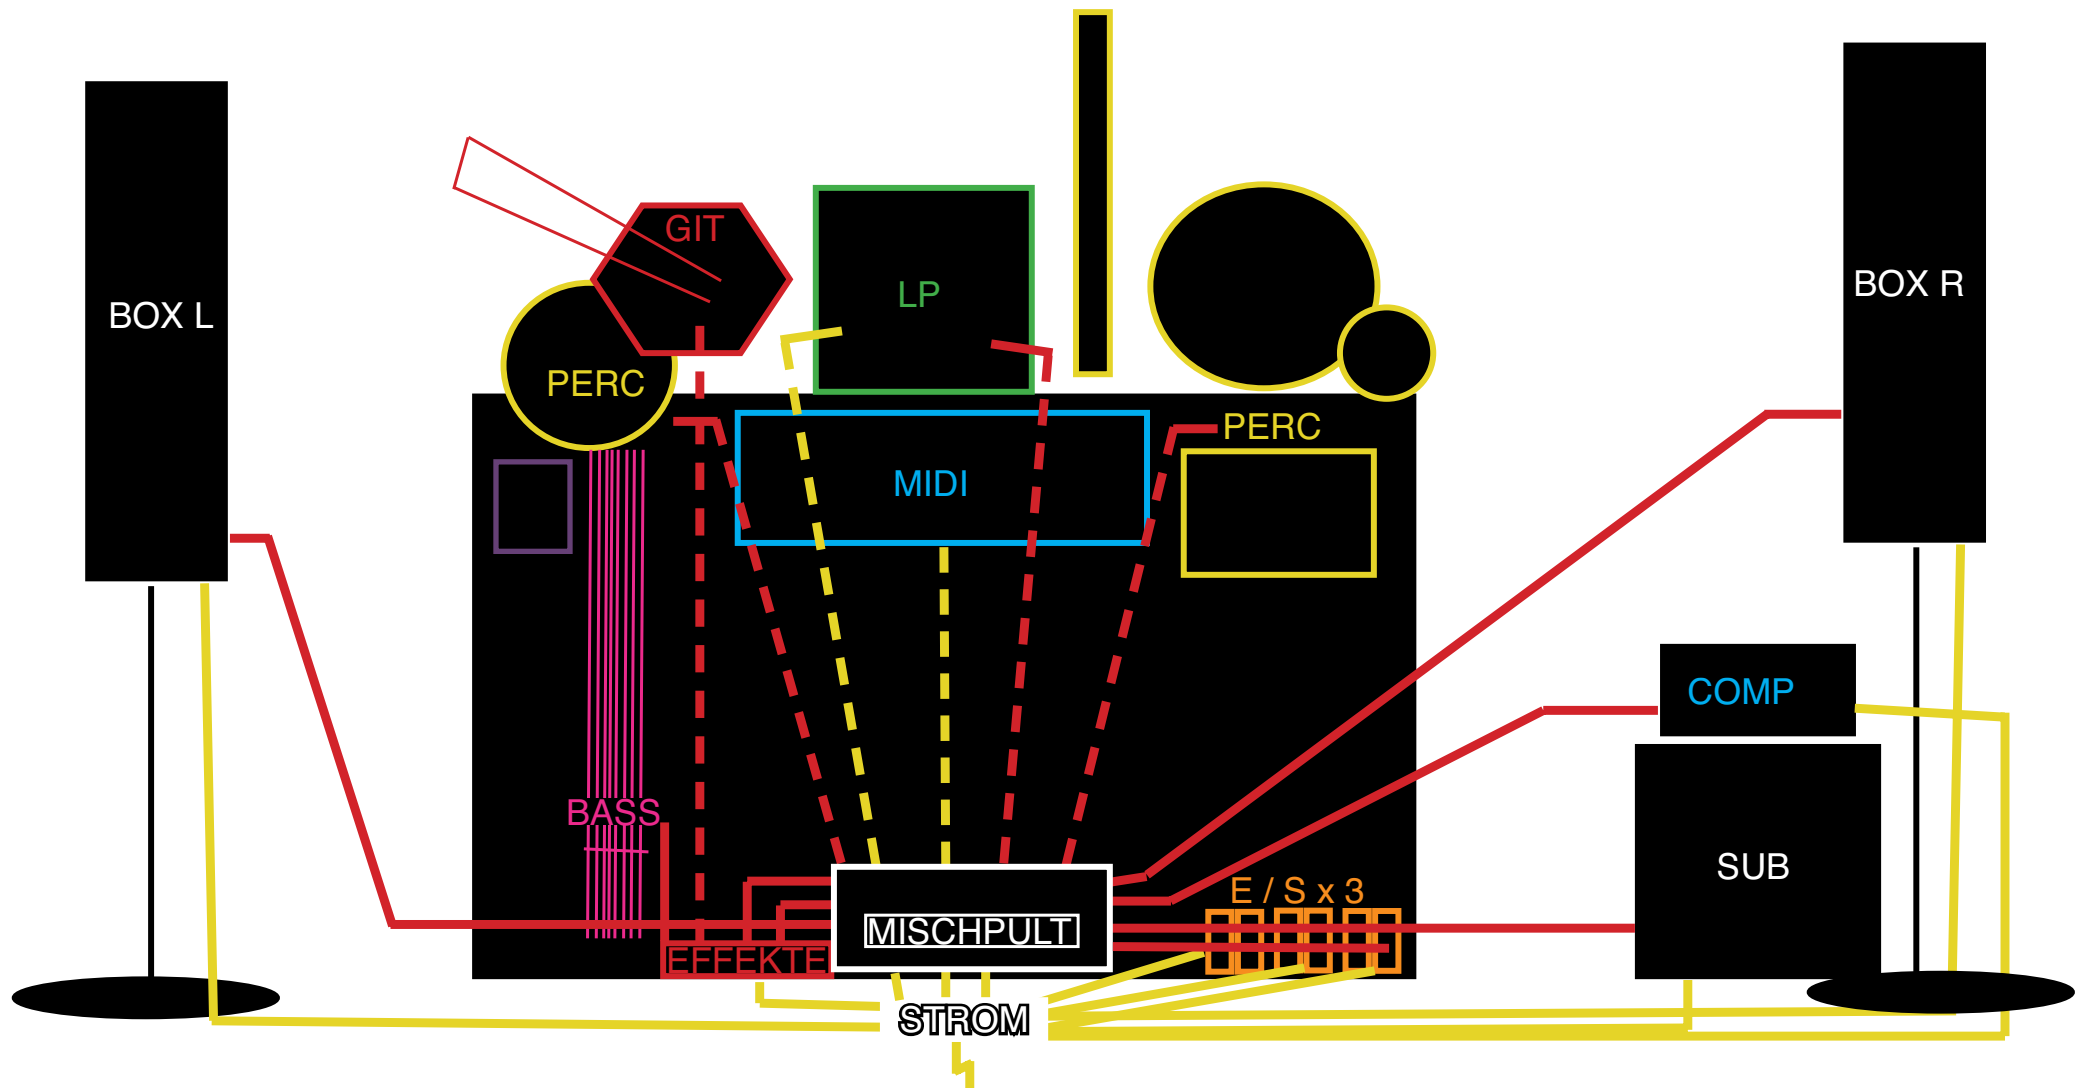 GIT
BOX L
LP
BOX R
PERC
PERC
MIDI
COMP
BASS
SUB
E / S x 3
MISCHPULT
EFFEKTE
STROM